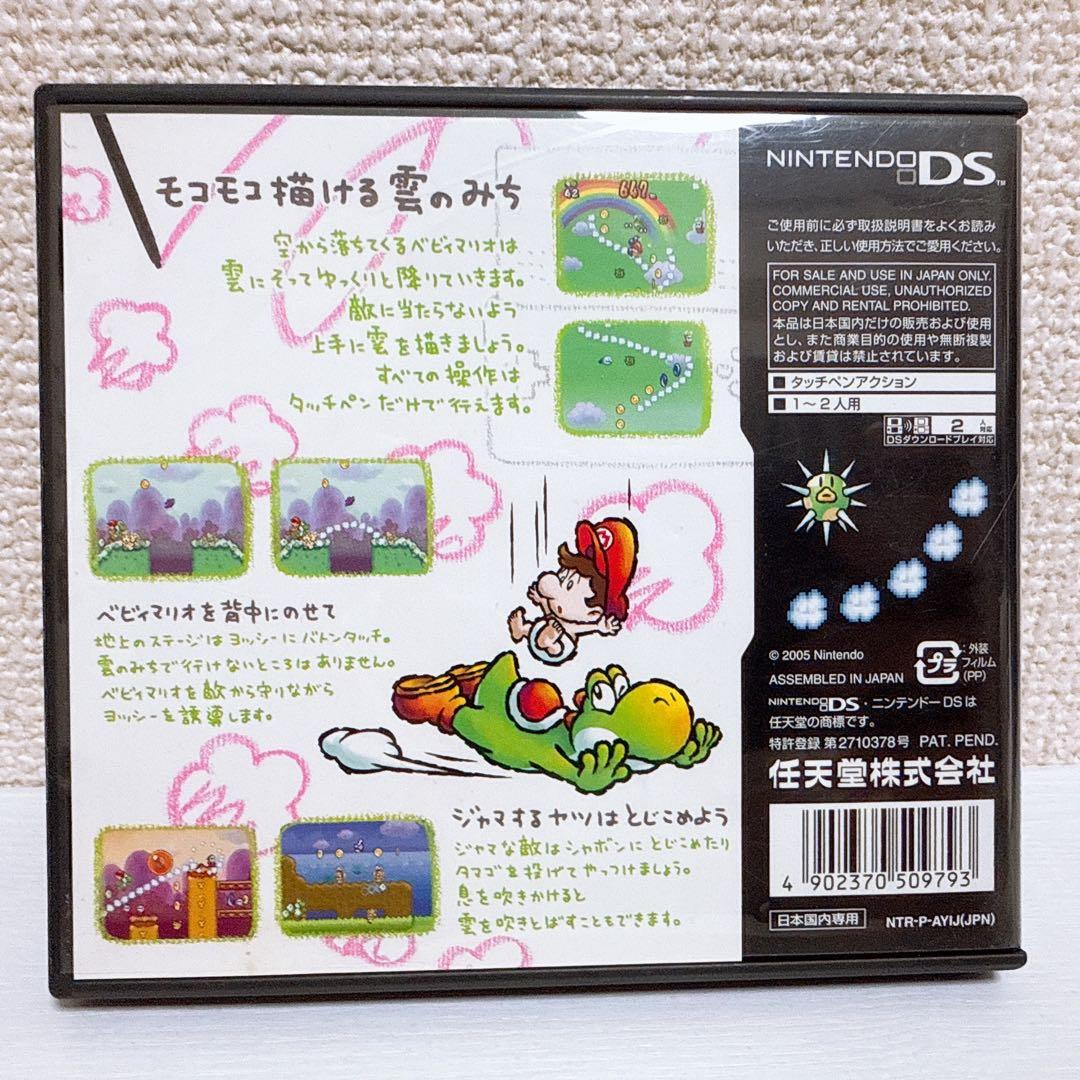 モコモコ描ける雲のみち
空から落ちてくるベビィマリオは
雲にそってゆっくりと降りていきます。
敵に当たらないよう
上手に雲を描きましょう。
すべての操作は
タッチペンだけで行えます。
ベビィマリオを背中にのせて
地上のステージはヨッシーにバトンタッチ。
雲のみちで行けないところはありません。
ベビィマリオを敵から守りながら
ヨッシーを誘導します。
ジャマするヤツはとじこめよう
ジャマな敵はシャボンにとじこめたり
タマゴを投げてやっつけましょう。
息を吹きかけると
雲を吹きとばすこともできます。
NINTENDO DS™
ご使用前に必ず取扱説明書をよくお読み
いただき、正しい使用方法でご愛用ください。
FOR SALE AND USE IN JAPAN ONLY.
COMMERCIAL USE, UNAUTHORIZED
COPY AND RENTAL PROHIBITED.
本品は日本国内だけの販売および使用
とし、また商業目的の使用や無断複製
および賃貸は禁止されています。
■ タッチペンアクション
■ 1～2人用
2人対応
DSダウンロードプレイ対応
© 2005 Nintendo
ASSEMBLED IN JAPAN
プラ
:外装
フィルム
(PP)
NINTENDO DS・ニンテンドーDSは
任天堂の商標です。
特許登録 第2710378号 PAT. PEND.
任天堂株式会社
4 902370 509793
日本国内専用
NTR-P-AYIJ(JPN)